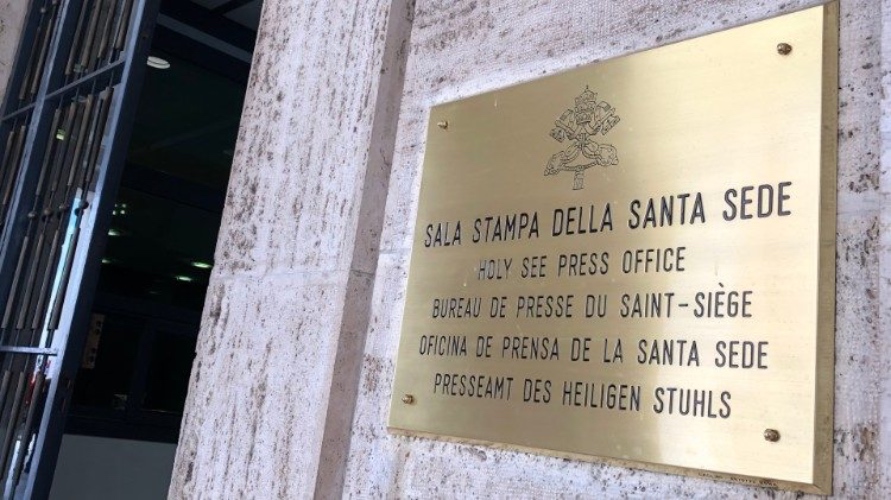 SALA STAMPA DELLA SANTA SEDE
HOLY SEE PRESS OFFICE
BUREAU DE PRESSE DU SAINT-SIÈGE
OFICINA DE PRENSA DE LA SANTA SEDE
PRESSEAMT DES HEILIGEN STUHLS